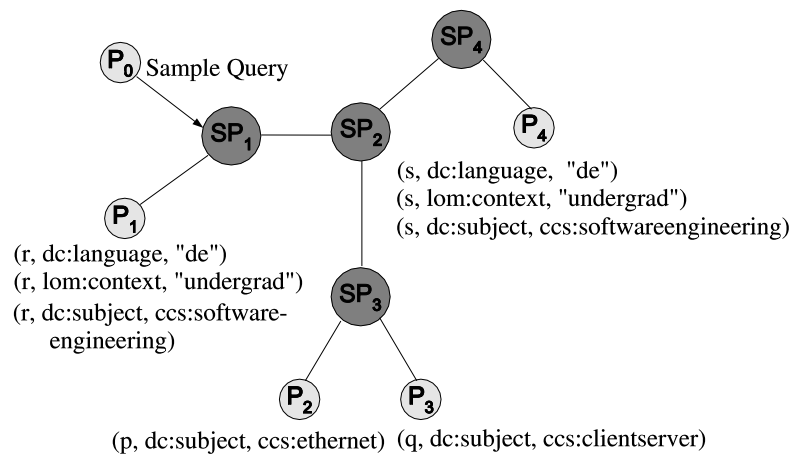 P0 Sample Query
SP4
SP1
SP2
P4
P1
(s, dc:language, "de")
(s, lom:context, "undergrad")
(s, dc:subject, ccs:softwareengineering)
(r, dc:language, "de")
(r, lom:context, "undergrad")
(r, dc:subject, ccs:software-
engineering)
SP3
P2
P3
(p, dc:subject, ccs:ethernet)
(q, dc:subject, ccs:clientserver)